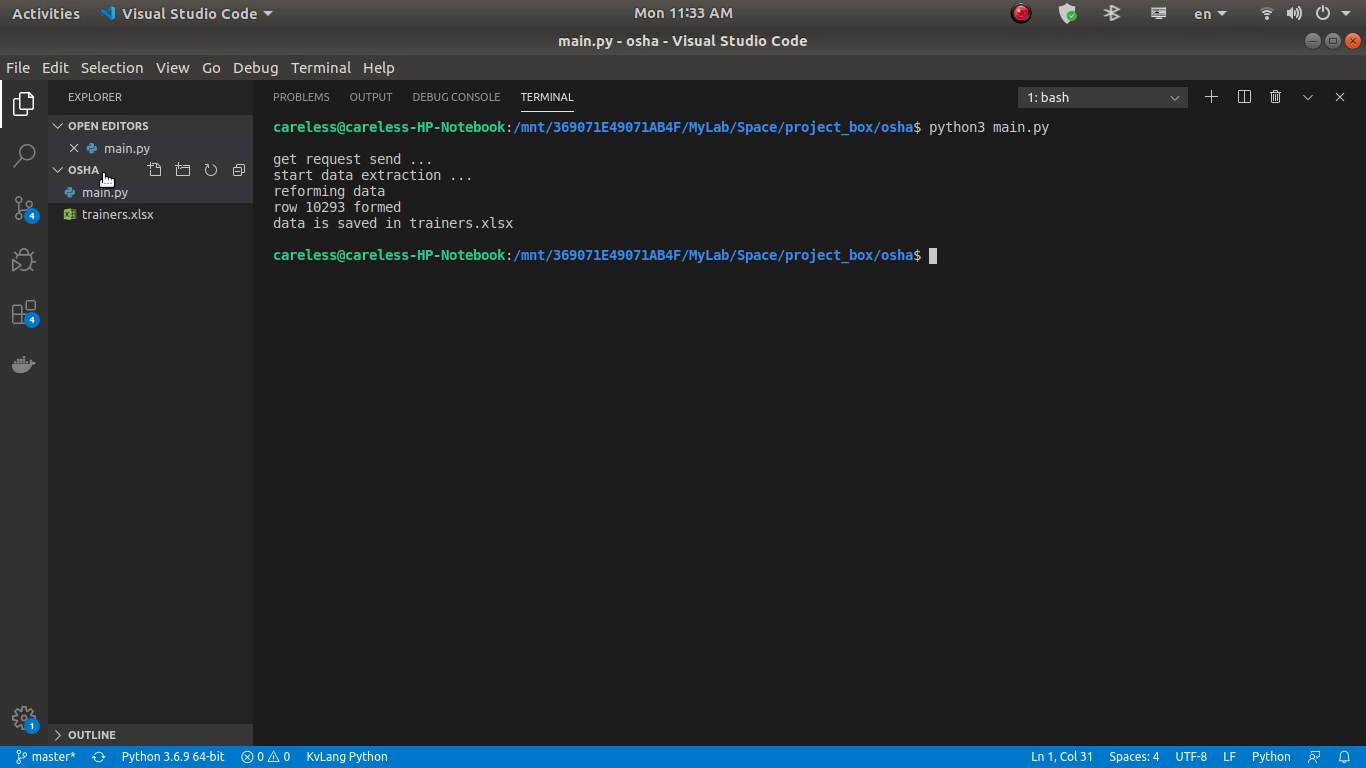 Activities Visual Studio Code Mon 11:33 AM en
main.py - osha - Visual Studio Code
File Edit Selection View Go Debug Terminal Help
EXPLORER
OPEN EDITORS
main.py
OSHA
main.py
trainers.xlsx
4
4
1
OUTLINE
PROBLEMS OUTPUT DEBUG CONSOLE TERMINAL 1: bash
careless@careless-HP-Notebook:/mnt/369071E49071AB4F/MyLab/Space/project_box/osha$ python3 main.py
get request send ...
start data extraction ...
reforming data
row 10293 formed
data is saved in trainers.xlsx
careless@careless-HP-Notebook:/mnt/369071E49071AB4F/MyLab/Space/project_box/osha$
master* Python 3.6.9 64-bit 0 0 KvLang Python Ln 1, Col 31 Spaces: 4 UTF-8 LF Python